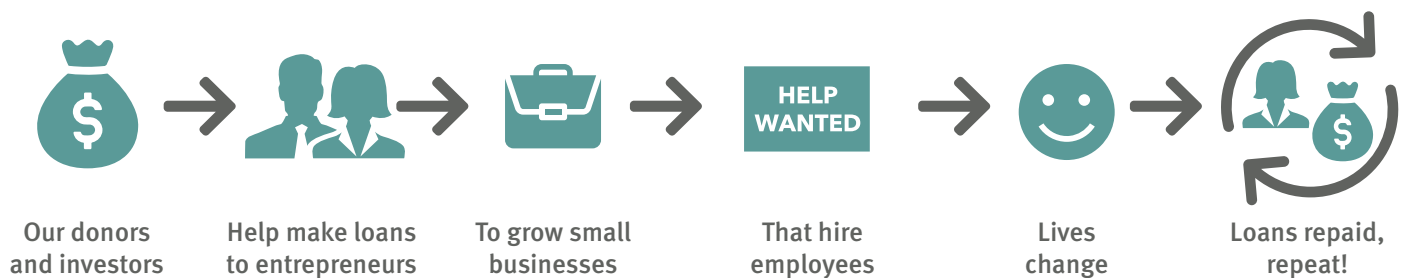 $
HELP
WANTED
$
Our donors
and investors
Help make loans
to entrepreneurs
To grow small
businesses
That hire
employees
Lives
change
Loans repaid,
repeat!